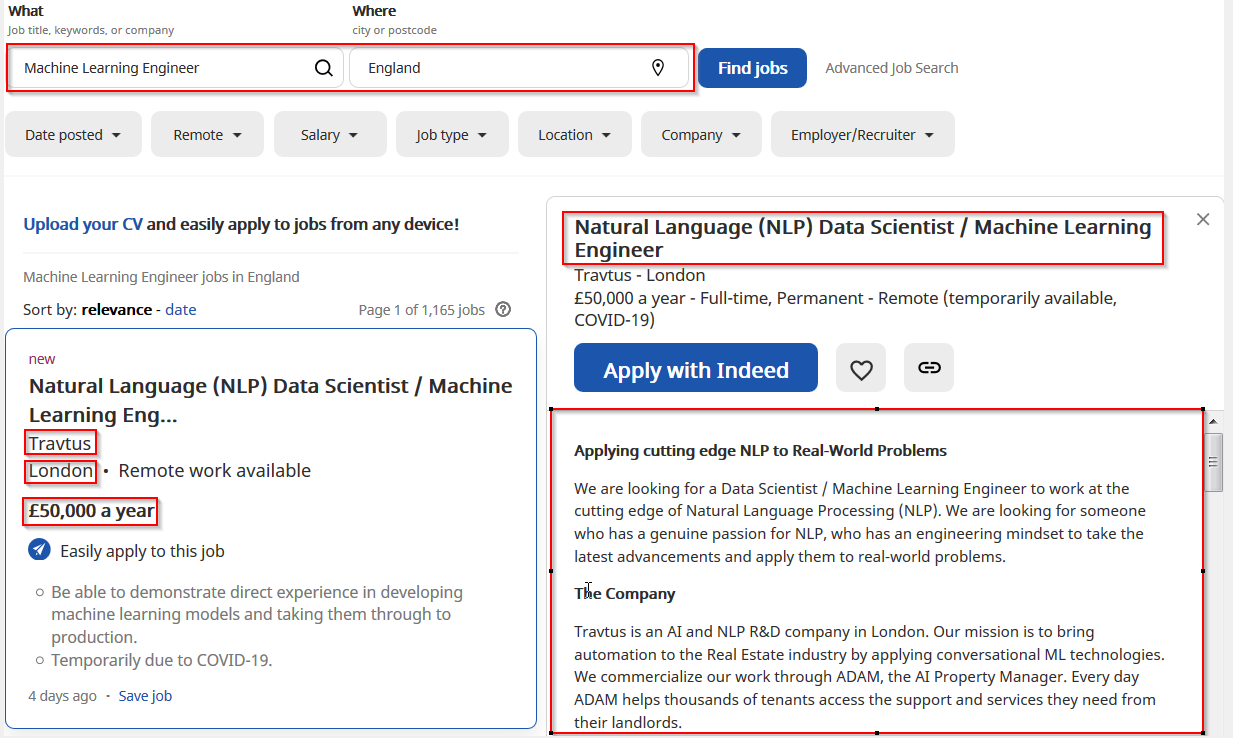 What
Where
Job title, keywords, or company
city or postcode
Machine Learning Engineer
England
Find jobs
Advanced Job Search
Date posted
Remote
Salary
Job type
Location
Company
Employer/Recruiter
Upload your CV and easily apply to jobs from any device!
Machine Learning Engineer jobs in England
Sort by: relevance - date
Page 1 of 1,165 jobs
new
Natural Language (NLP) Data Scientist / Machine
Learning Eng...
Travtus
London • Remote work available
£50,000 a year
Easily apply to this job
Be able to demonstrate direct experience in developing
machine learning models and taking them through to
production.
Temporarily due to COVID-19.
4 days ago · Save job
Natural Language (NLP) Data Scientist / Machine Learning
Engineer
Travtus - London
£50,000 a year - Full-time, Permanent - Remote (temporarily available,
COVID-19)
Apply with Indeed
Applying cutting edge NLP to Real-World Problems
We are looking for a Data Scientist / Machine Learning Engineer to work at the
cutting edge of Natural Language Processing (NLP). We are looking for someone
who has a genuine passion for NLP, who has an engineering mindset to take the
latest advancements and apply them to real-world problems.
The Company
Travtus is an AI and NLP R&D company in London. Our mission is to bring
automation to the Real Estate industry by applying conversational ML technologies.
We commercialize our work through ADAM, the AI Property Manager. Every day
ADAM helps thousands of tenants access the support and services they need from
their landlords.